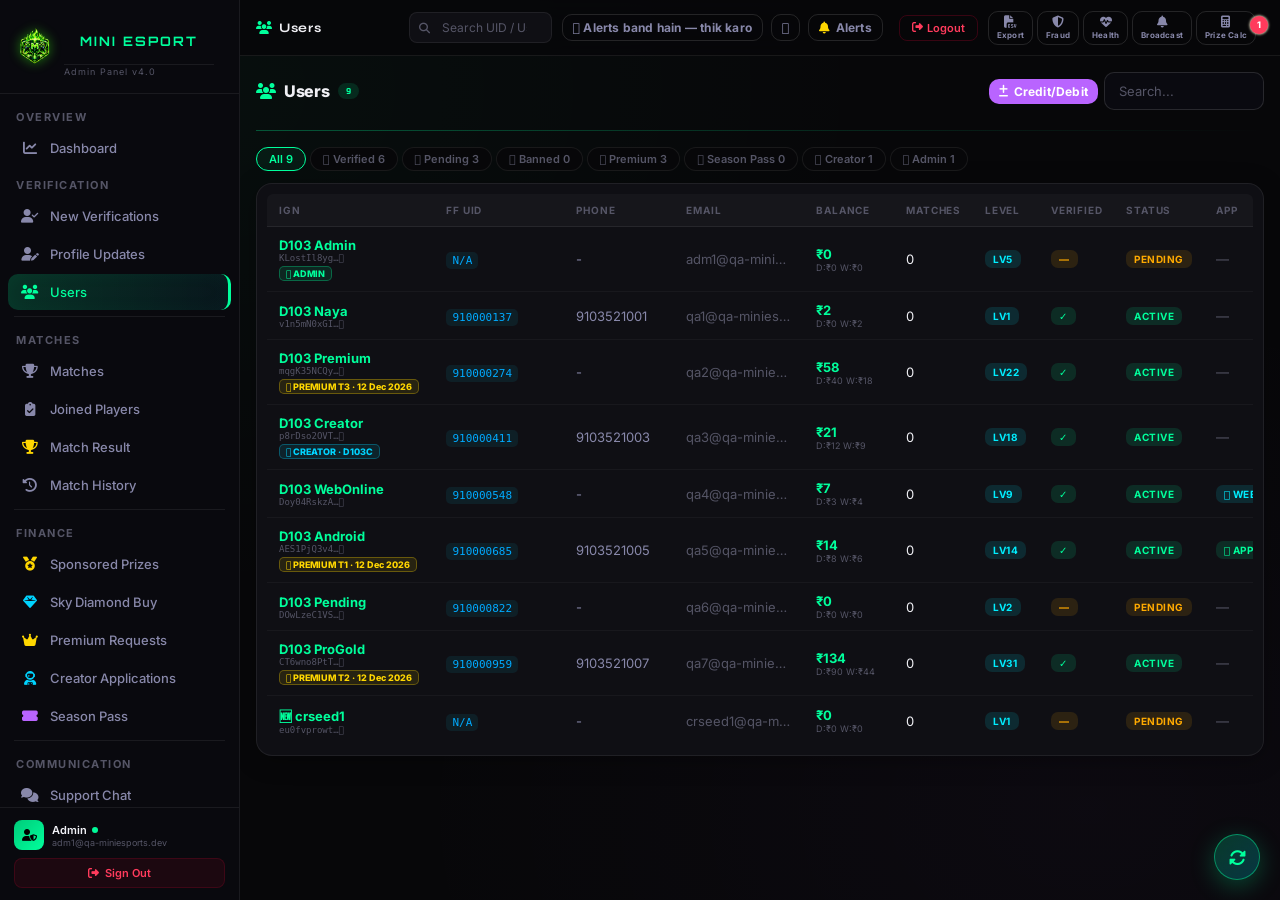 MINI ESPORT
Admin Panel v4.0
OVERVIEW
Dashboard
VERIFICATION
New Verifications
Profile Updates
Users
MATCHES
Matches
Joined Players
Match Result
Match History
FINANCE
Sponsored Prizes
Sky Diamond Buy
Premium Requests
Creator Applications
Season Pass
COMMUNICATION
Support Chat
Admin
adm1@qa-miniesports.dev
Sign Out
Users
Search UID / U
Alerts band hain — thik karo
Alerts
Logout
Export
Fraud
Health
Broadcast
Prize Calc
1
Users 9
Credit/Debit
Search...
All 9
Verified 6
Pending 3
Banned 0
Premium 3
Season Pass 0
Creator 1
Admin 1
IGN FF UID PHONE EMAIL BALANCE MATCHES LEVEL VERIFIED STATUS APP
D103 Admin
ADMIN
N/A - adm1@qa-mini... ₹0 0 LV5 — PENDING —
D:₹0 W:₹0
D103 Naya
v1n5mN0xGI…
910000137 9103521001 qa1@qa-minies... ₹2 0 LV1 ✓ ACTIVE —
D:₹0 W:₹2
D103 Premium
mqgK35NCQy…
PREMIUM T3 · 12 Dec 2026
910000274 - qa2@qa-minie... ₹58 0 LV22 ✓ ACTIVE —
D:₹40 W:₹18
D103 Creator
p8rDso2OVT…
CREATOR · D103C
910000411 9103521003 qa3@qa-minie... ₹21 0 LV18 ✓ ACTIVE —
D:₹12 W:₹9
D103 WebOnline
Doy04RskzA…
910000548 - qa4@qa-minie... ₹7 0 LV9 ✓ ACTIVE WEB
D:₹3 W:₹4
D103 Android
AES1PjQ3v4…
PREMIUM T1 · 12 Dec 2026
910000685 9103521005 qa5@qa-minie... ₹14 0 LV14 ✓ ACTIVE APP
D:₹8 W:₹6
D103 Pending
DOwLzeC1VS…
910000822 - qa6@qa-minie... ₹0 0 LV2 — PENDING —
D:₹0 W:₹0
D103 ProGold
CT6wno8PtT…
PREMIUM T2 · 12 Dec 2026
910000959 9103521007 qa7@qa-minie... ₹134 0 LV31 ✓ ACTIVE —
D:₹90 W:₹44
crseed1
eu0fvprowt…
N/A - crseed1@qa-m... ₹0 0 LV1 — PENDING —
D:₹0 W:₹0